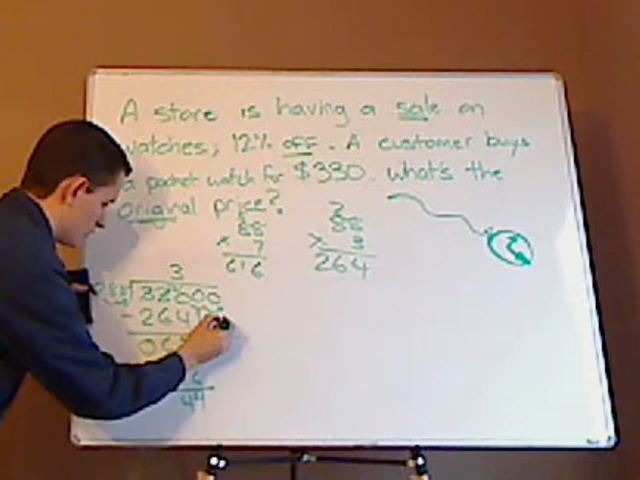 A store is having a sale on
watches, 12% off. A customer buys
a pocket watch for $330. What's the
original price?
88
x 7
616
2
88
x 3
264
3
33000
- 264
44